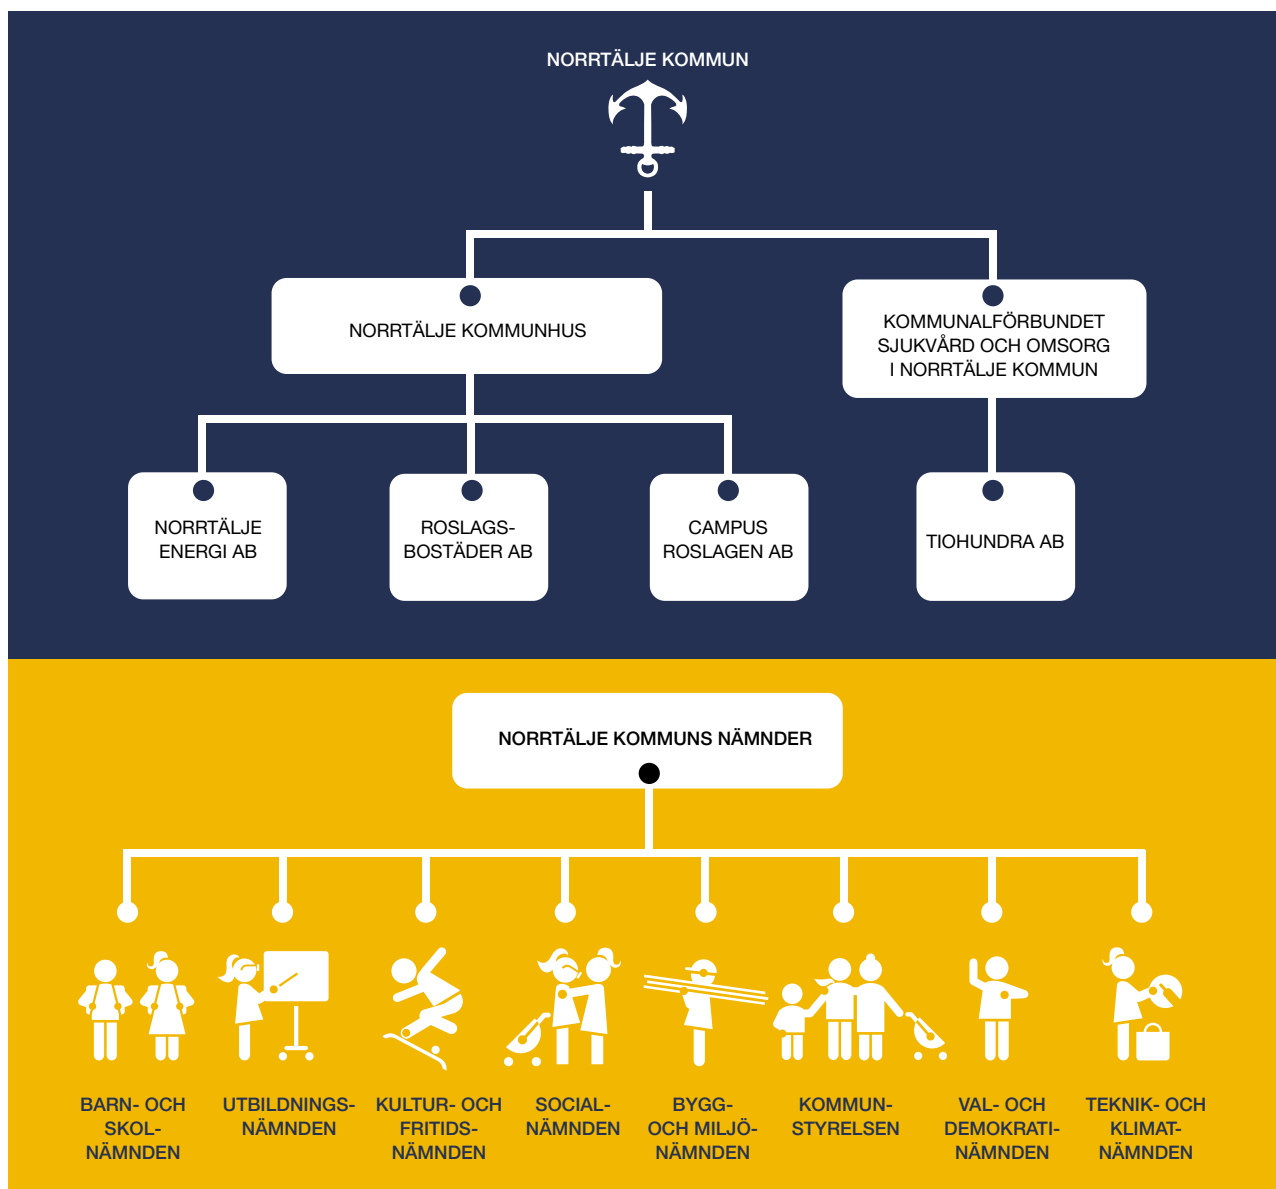 NORRTÄLJE KOMMUN
NORRTÄLJE KOMMUNHUS
KOMMUNALFÖRBUNDET
SJUKVÅRD OCH OMSORG
I NORRTÄLJE KOMMUN
NORRTÄLJE
ENERGI AB
ROSLAGS-
BOSTÄDER AB
CAMPUS
ROSLAGEN AB
TIOHUNDRA AB
NORRTÄLJE KOMMUNS NÄMNDER
BARN- OCH
SKOL-
NÄMNDEN
UTBILDNINGS-
NÄMNDEN
KULTUR- OCH
FRITIDS-
NÄMNDEN
SOCIAL-
NÄMNDEN
BYGG-
OCH MILJÖ-
NÄMNDEN
KOMMUN-
STYRELSEN
VAL- OCH
DEMOKRATI-
NÄMNDEN
TEKNIK- OCH
KLIMAT-
NÄMNDEN